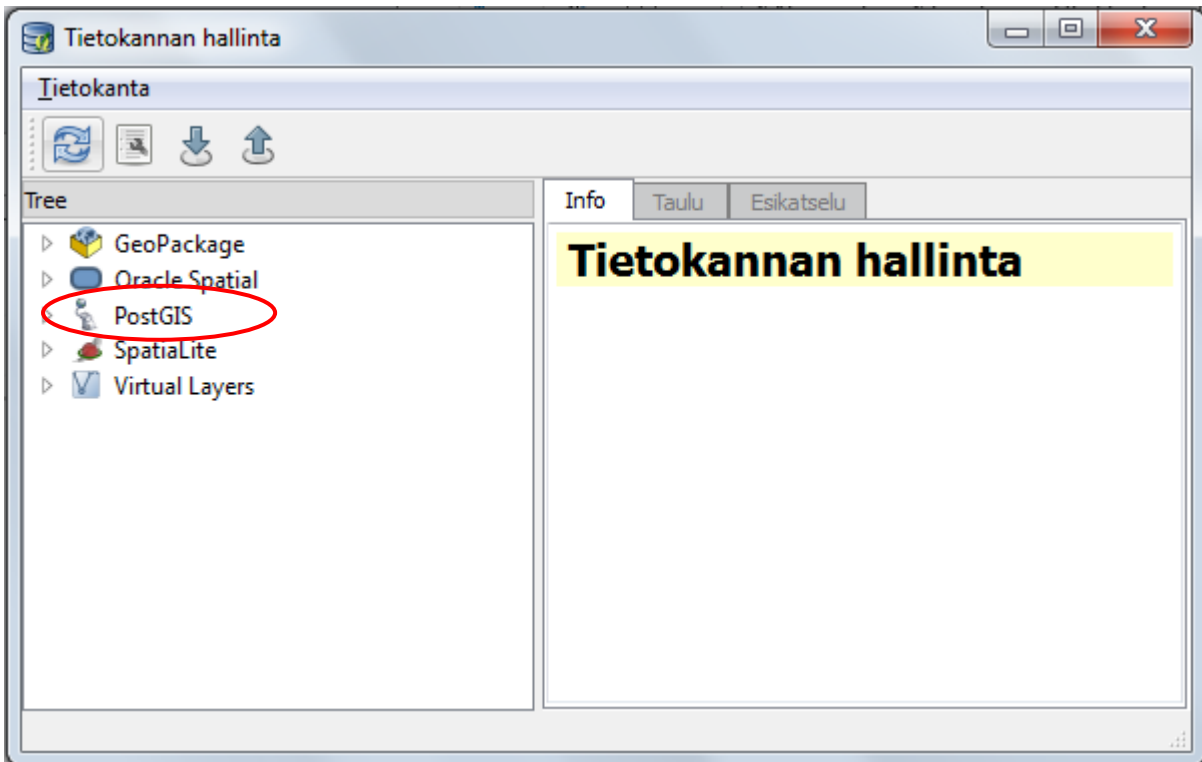 Tietokannan hallinta
Tietokanta
Tree
GeoPackage
Oracle Spatial
PostGIS
SpatiaLite
Virtual Layers
Info Taulu Esikatselu
Tietokannan hallinta